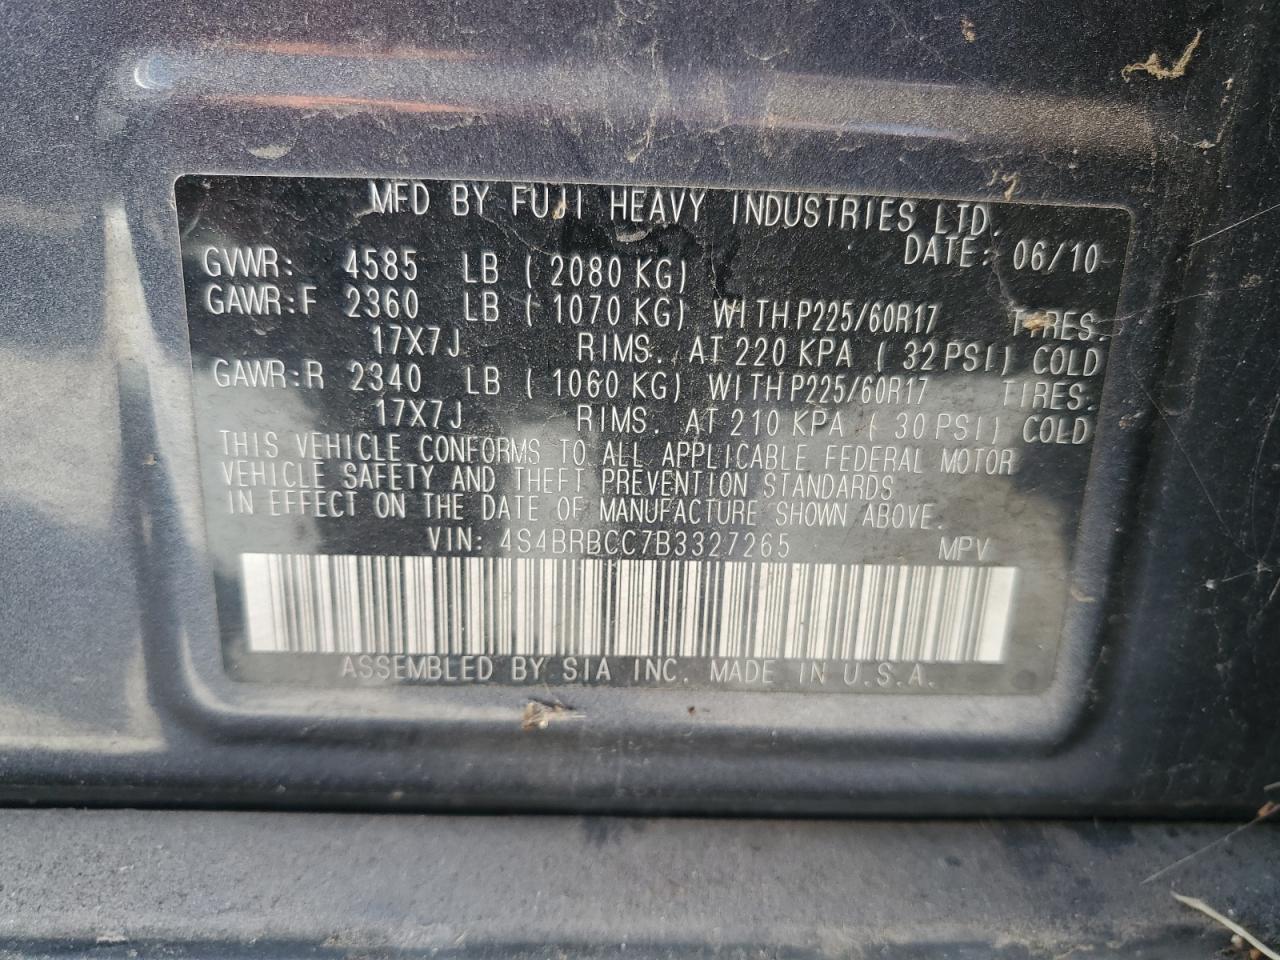 MFD BY FUJI HEAVY INDUSTRIES LTD.
DATE: 06/10
GVWR: 4585 LB ( 2080 KG)
GAWR:F 2360 LB ( 1070 KG) WITH P225/60R17 TIRES.
17X7J RIMS. AT 220 KPA ( 32 PSI) COLD
GAWR:R 2340 LB ( 1060 KG) WITH P225/60R17 TIRES.
17X7J RIMS. AT 210 KPA ( 30 PSI) COLD
THIS VEHICLE CONFORMS TO ALL APPLICABLE FEDERAL MOTOR
VEHICLE SAFETY AND THEFT PREVENTION STANDARDS
IN EFFECT ON THE DATE OF MANUFACTURE SHOWN ABOVE.
VIN: 4S4BRBCC7B3327265 MPV
ASSEMBLED BY SIA INC. MADE IN U.S.A.